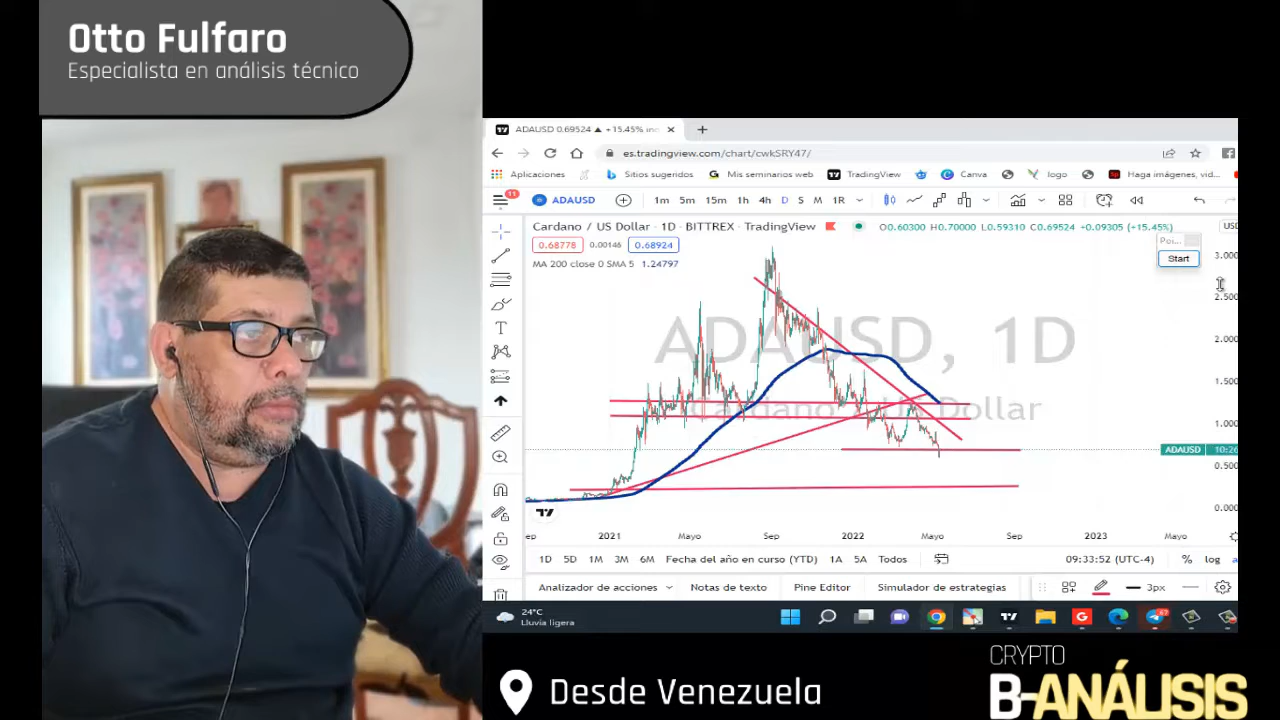 Otto Fulfaro
Especialista en análisis técnico
ADAUSD 0.69524 ▲ +15.45%
es.tradingview.com/chart/cwkSRY47/
Aplicaciones
Sitios sugeridos
Mis seminarios web
TradingView
Canva
logo
Haga imágenes, vid...
11
ADAUSD
1m 5m 15m 1h 4h D S M 1R
Cardano / US Dollar · 1D · BITTREX · TradingView
O0.60300 H0.70000 L0.59310 C0.69524 +0.09305 (+15.45%)
0.68778 0.00146 0.68924
MA 200 close 0 SMA 5 1.24797
Start
ADAUSD, 1D
Cardano / US Dollar
3.000
2.500
2.000
1.500
1.000
ADAUSD 10:26
0.500
0.000
2021 Mayo Sep 2022 Mayo Sep 2023 Mayo
1D 5D 1M 3M 6M Fecha del año en curso (YTD) 1A 5A Todos
09:33:52 (UTC-4) % log
Analizador de acciones
Notas de texto
Pine Editor
Simulador de estrategias
3px
24°C
Lluvia ligera
Desde Venezuela
CRYPTO
B-ANÁLISIS